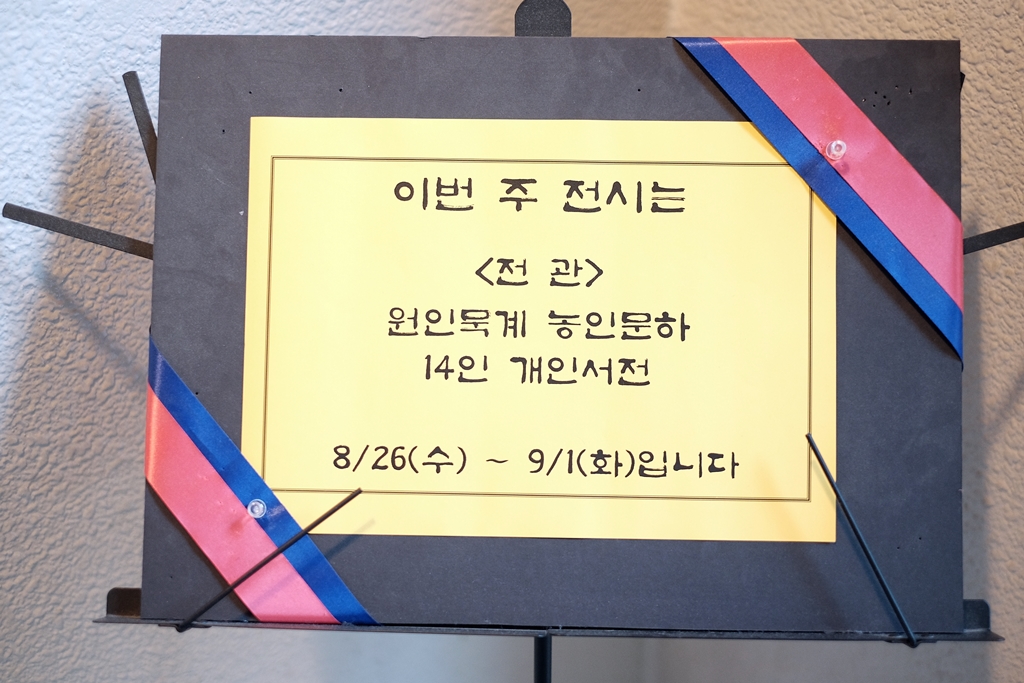 이번 주 전시는
<전 관>
원인묵계 농인문하
14인 개인서전
8/26(수) ~ 9/1(화)입니다